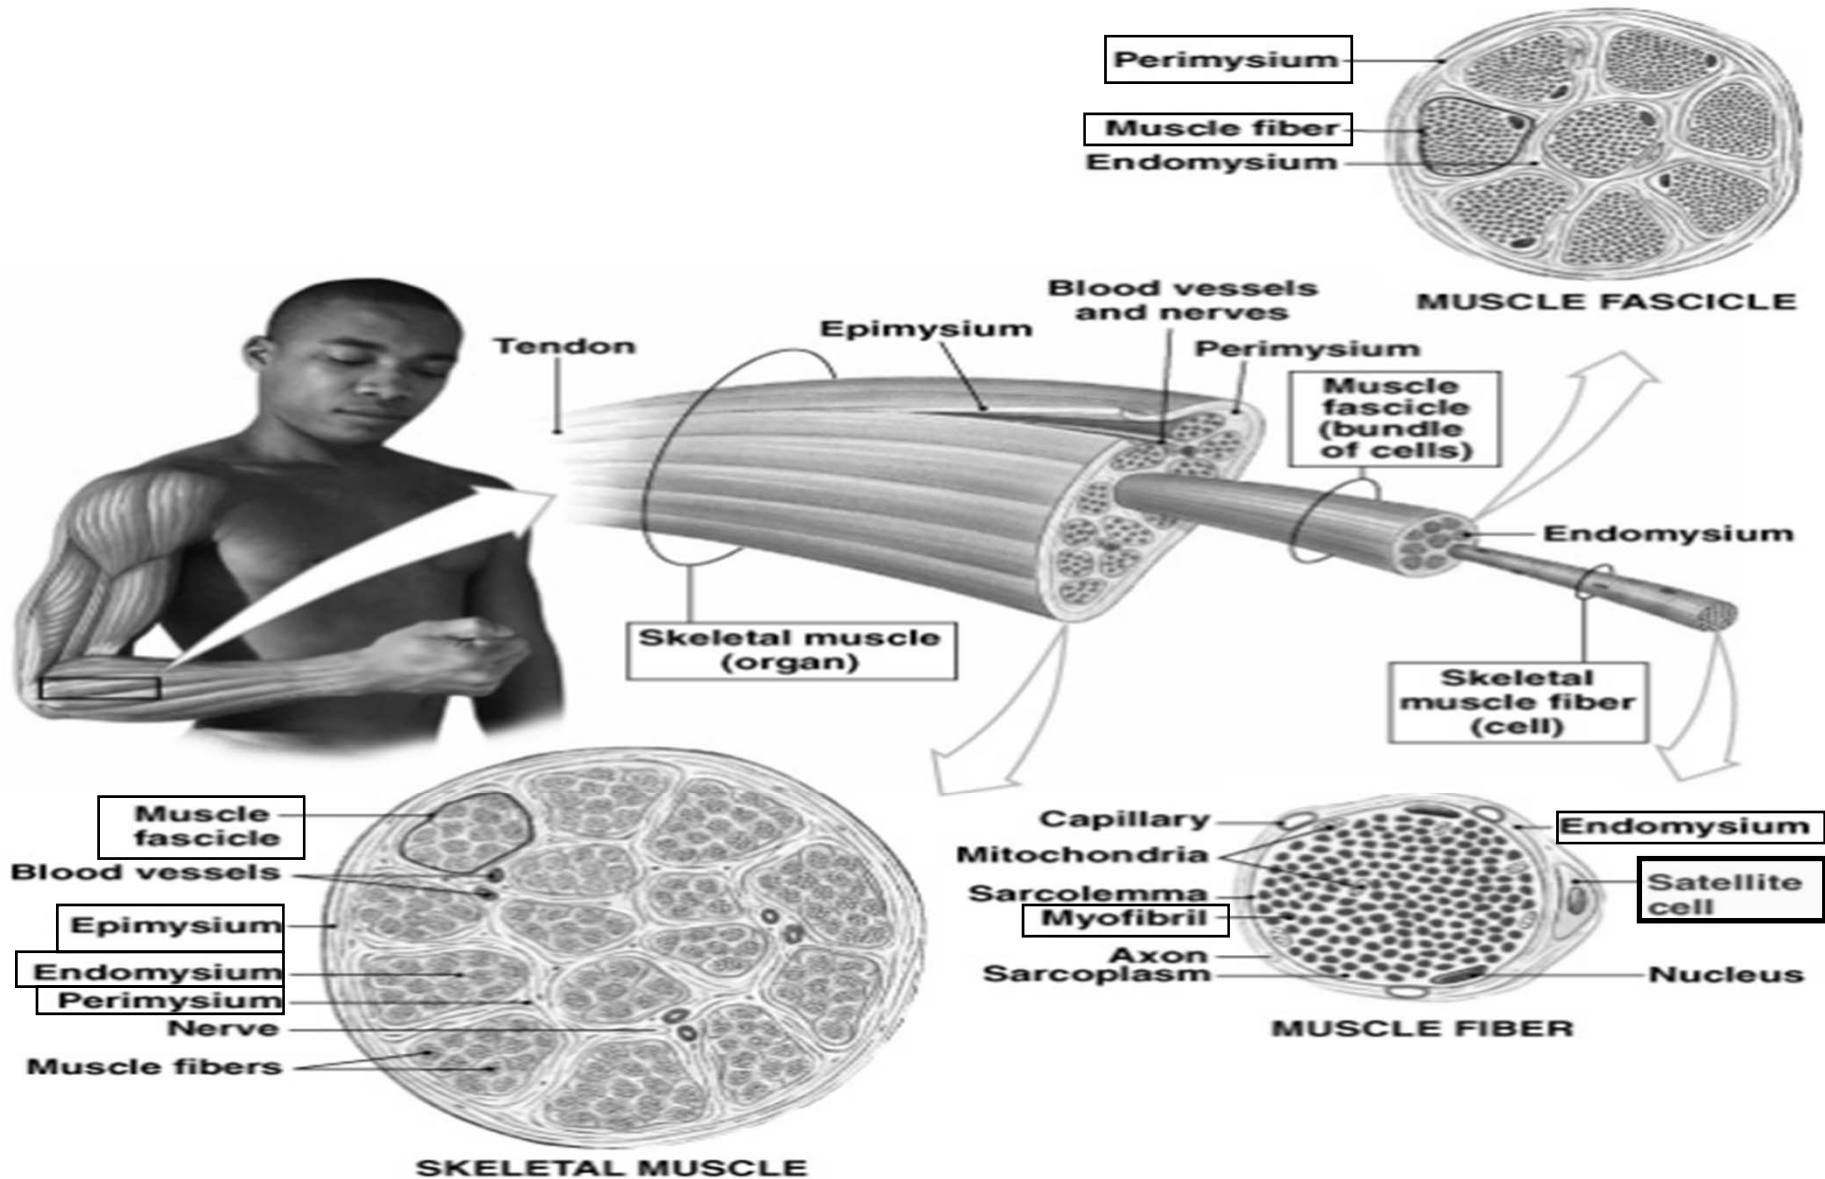 Perimysium
Muscle fiber
Endomysium
MUSCLE FASCICLE
Tendon
Epimysium
Blood vessels
and nerves
Perimysium
Muscle
fascicle
(bundle
of cells)
Endomysium
Skeletal muscle
(organ)
Skeletal
muscle fiber
(cell)
Muscle
fascicle
Blood vessels
Epimysium
Endomysium
Perimysium
Nerve
Muscle fibers
SKELETAL MUSCLE
Capillary
Mitochondria
Sarcolemma
Myofibril
Axon
Sarcoplasm
Endomysium
Satellite
cell
Nucleus
MUSCLE FIBER